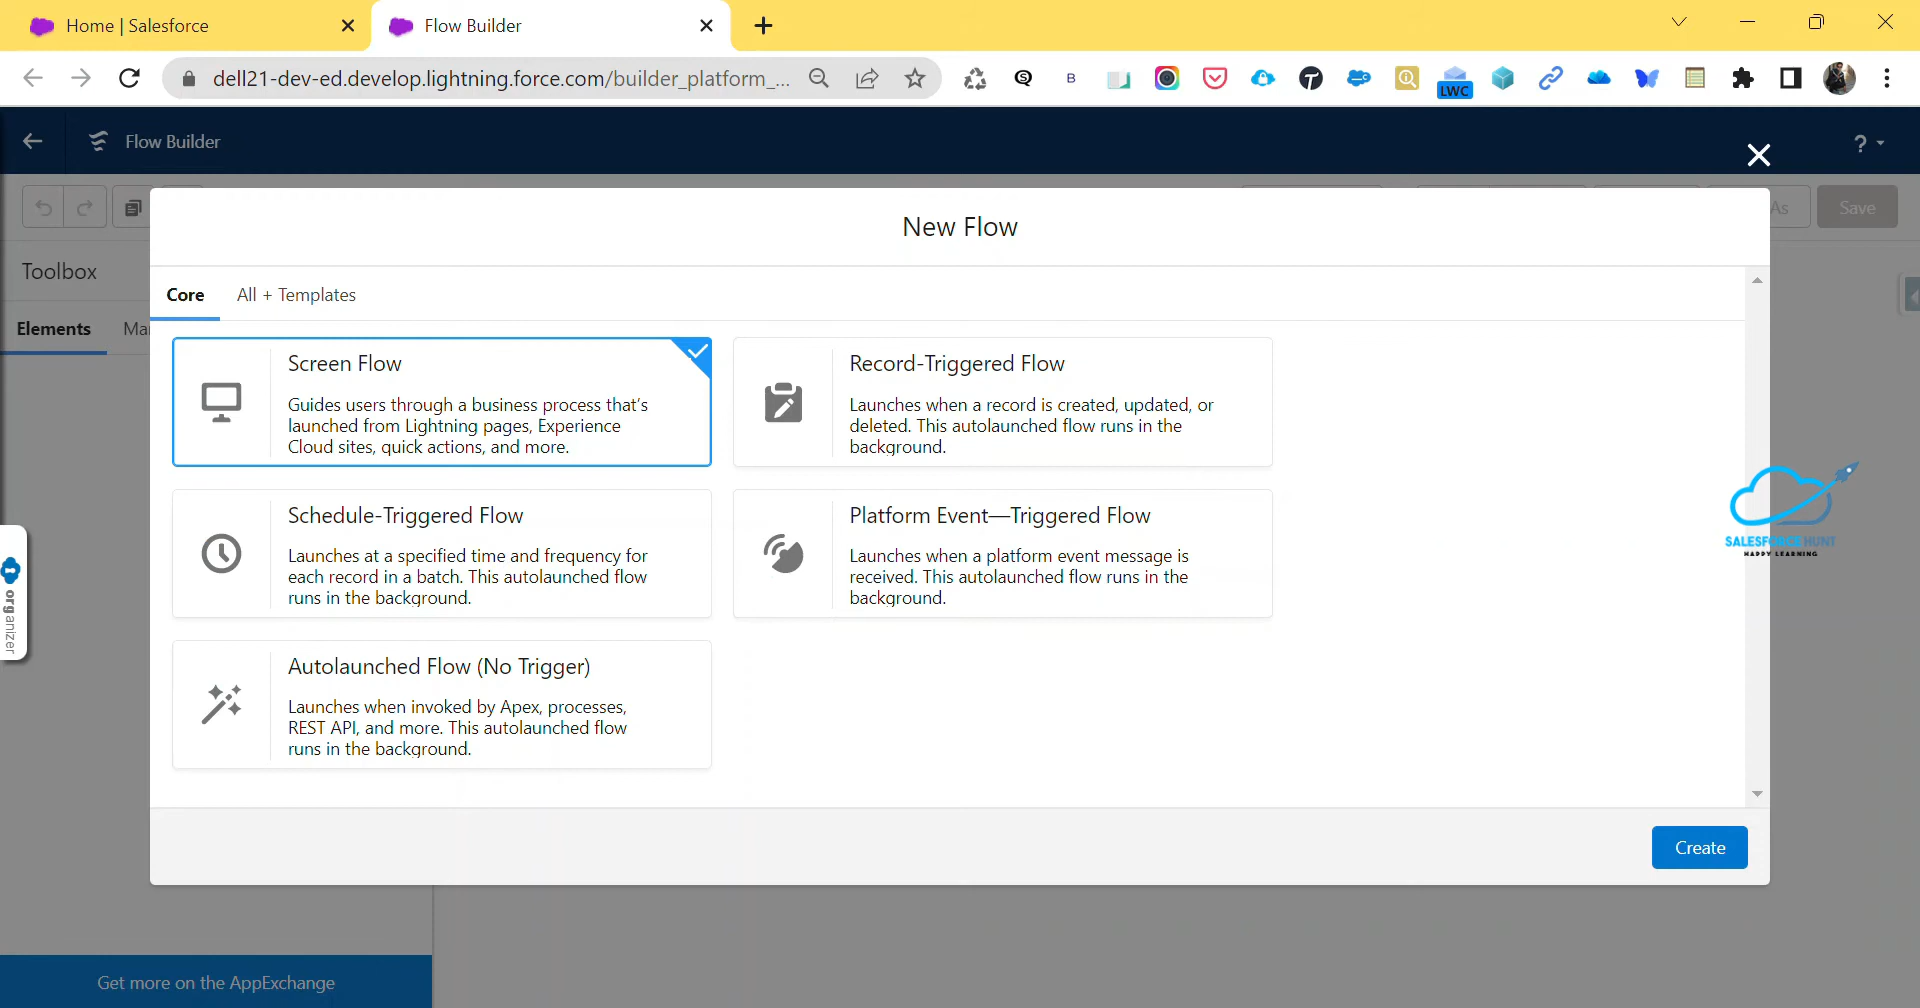 Home | Salesforce
Flow Builder
dell21-dev-ed.develop.lightning.force.com/builder_platform_...
B
LWC
Flow Builder
?
As
Save
New Flow
Toolbox
Core
All + Templates
Elements
Mar
Screen Flow
Guides users through a business process that's
launched from Lightning pages, Experience
Cloud sites, quick actions, and more.
Record-Triggered Flow
Launches when a record is created, updated, or
deleted. This autolaunched flow runs in the
background.
Schedule-Triggered Flow
Launches at a specified time and frequency for
each record in a batch. This autolaunched flow
runs in the background.
Platform Event—Triggered Flow
Launches when a platform event message is
received. This autolaunched flow runs in the
background.
SALESFORCE HUNT
HAPPY LEARNING
organizer
Autolaunched Flow (No Trigger)
Launches when invoked by Apex, processes,
REST API, and more. This autolaunched flow
runs in the background.
Create
Get more on the AppExchange